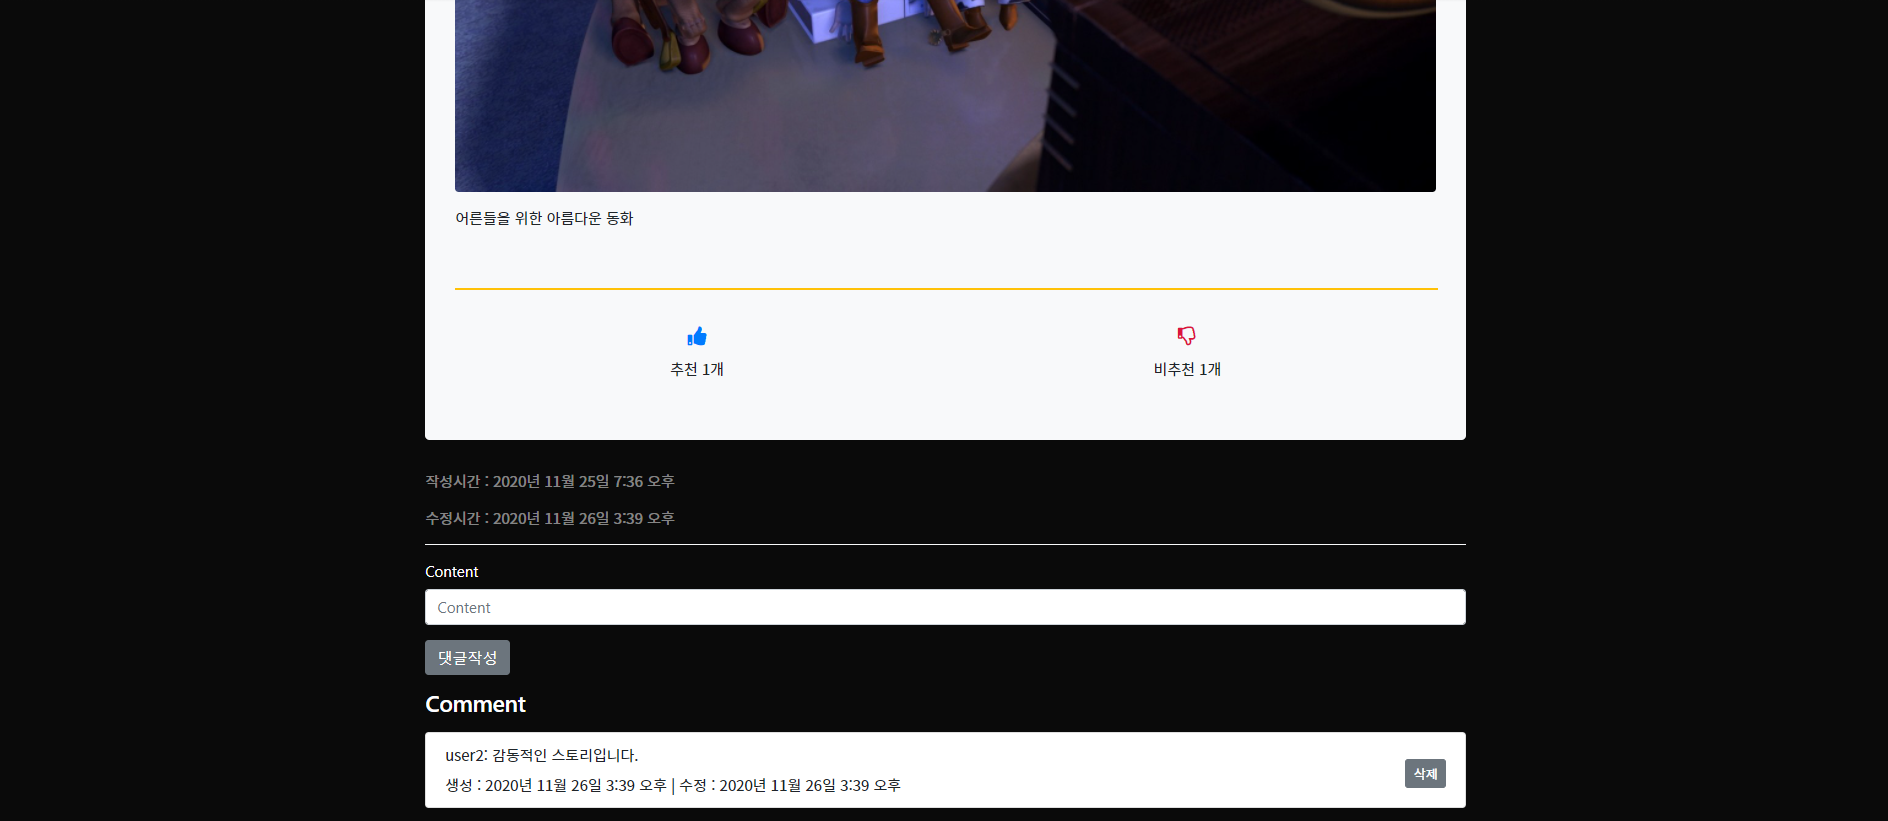 어른들을 위한 아름다운 동화
추천 1개
비추천 1개
작성시간 : 2020년 11월 25일 7:36 오후
수정시간 : 2020년 11월 26일 3:39 오후
Content
Content
댓글작성
Comment
user2: 감동적인 스토리입니다.
생성 : 2020년 11월 26일 3:39 오후 | 수정 : 2020년 11월 26일 3:39 오후
삭제